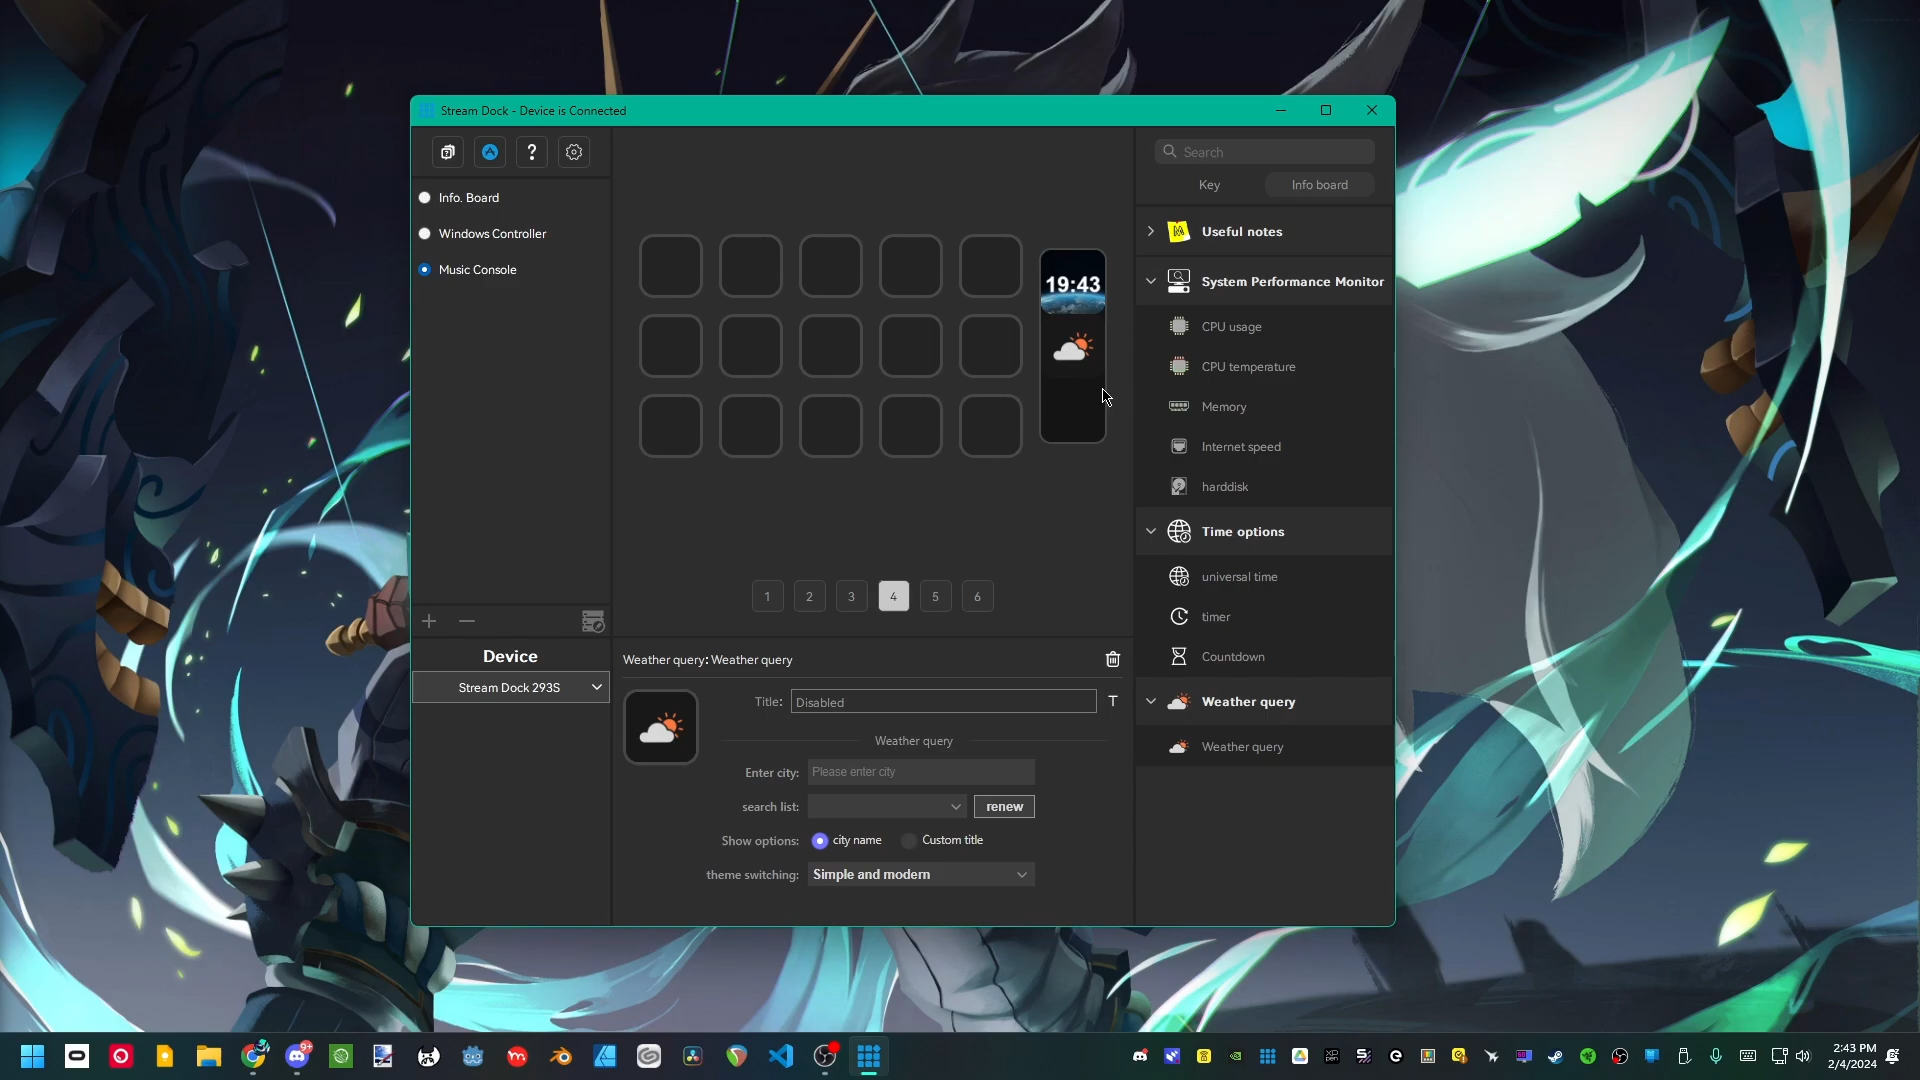 Stream Dock - Device is Connected
Info. Board
Windows Controller
Music Console
Device
Stream Dock 293S
19:43
1 2 3 4 5 6
Weather query: Weather query
Title: Disabled T
Weather query
Enter city: Please enter city
search list: renew
Show options: city name Custom title
theme switching: Simple and modern
Search
Key Info board
Useful notes
System Performance Monitor
CPU usage
CPU temperature
Memory
Internet speed
harddisk
Time options
universal time
timer
Countdown
Weather query
Weather query
9+
2:43 PM
2/4/2024